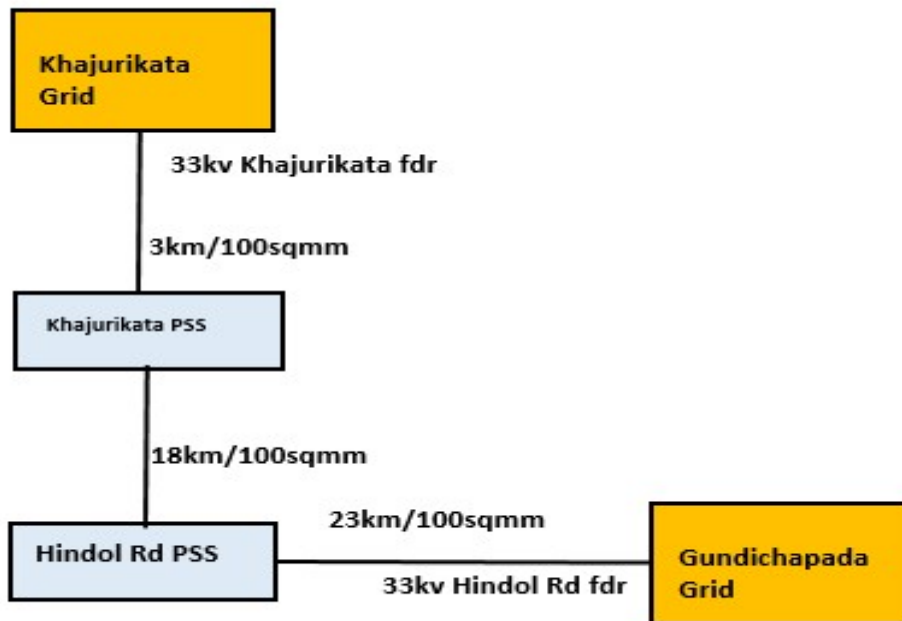 Khajurikata
Grid
33kv Khajurikata fdr
3km/100sqmm
Khajurikata PSS
18km/100sqmm
23km/100sqmm
Hindol Rd PSS
33kv Hindol Rd fdr
Gundichapada
Grid